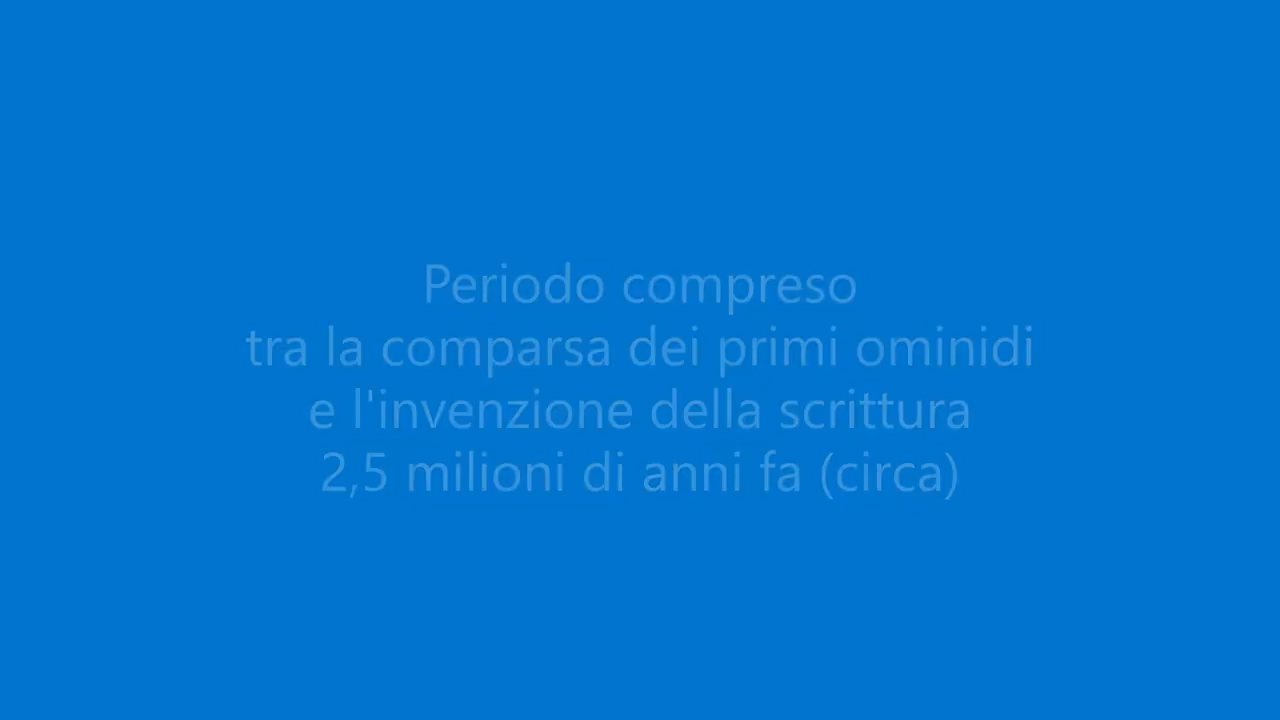 Periodo compreso
tra la comparsa dei primi ominidi
e l'invenzione della scrittura
2,5 milioni di anni fa (circa)